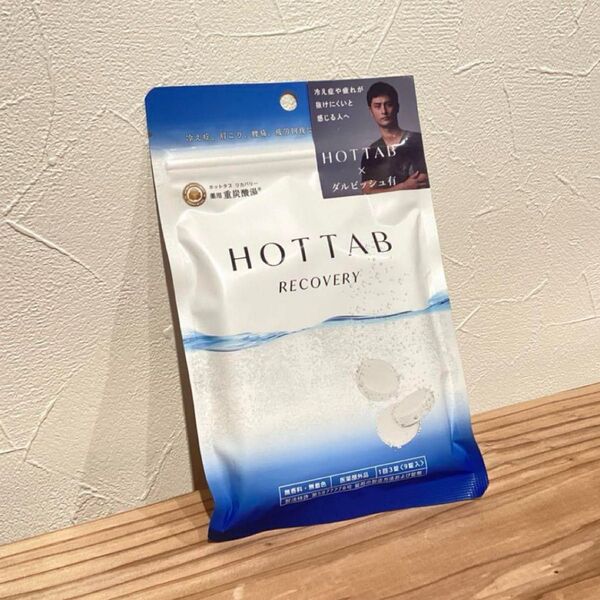 冷え症や疲れが
抜けにくいと
感じる人へ
HOTTAB
×
ダルビッシュ有
冷え症、肩こり、腰痛、疲労回復に
ホットタブ リカバリー
薬用 重炭酸湯®
HOTTAB
RECOVERY
無香料・無着色
医薬部外品
1回3錠〈9錠入〉